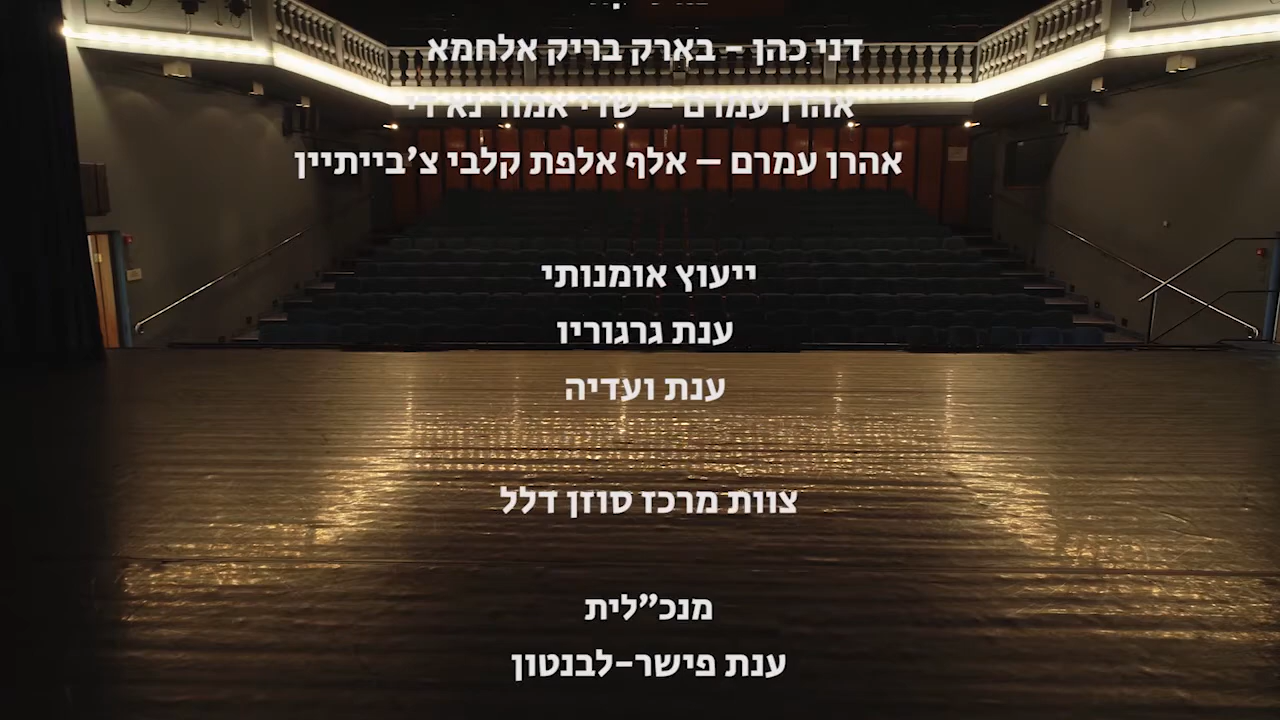 דני כהן - בארק בריק אלחמא
אהרן עמרם –
אהרן עמרם – אלף אלפת קלבי צ'בייתיין
ייעוץ אומנותי
ענת גרגוריו
ענת ועדיה
צוות מרכז סוזן דלל
מנכ"לית
ענת פישר-לבנטון